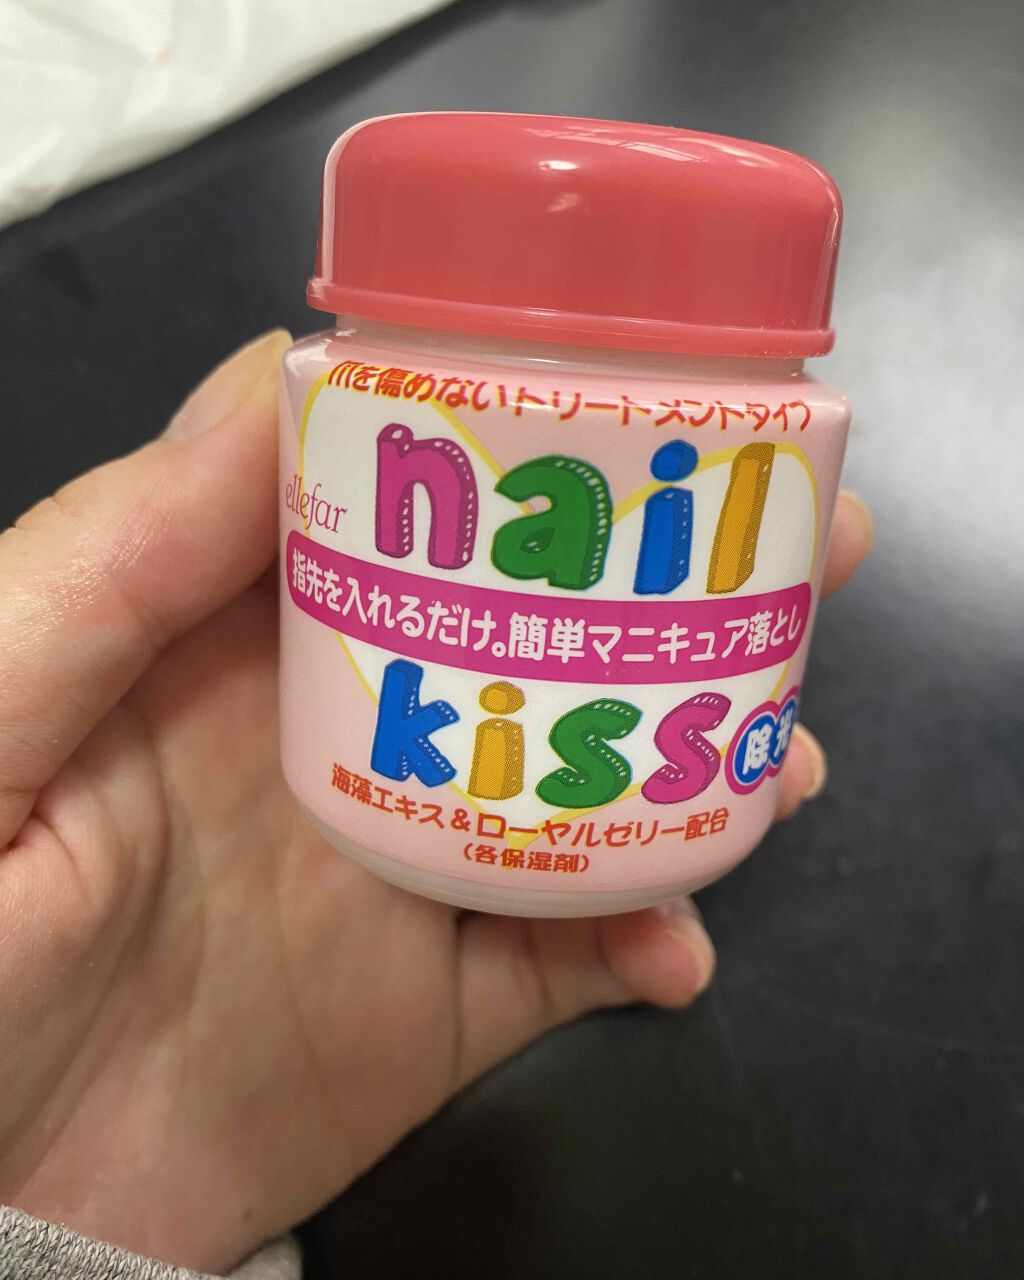 爪を傷めないトリートメントタイプ
nail
ellefar
指先を入れるだけ。簡単マニキュア落とし
kiss
除光
海藻エキス&ローヤルゼリー配合
(各保湿剤)